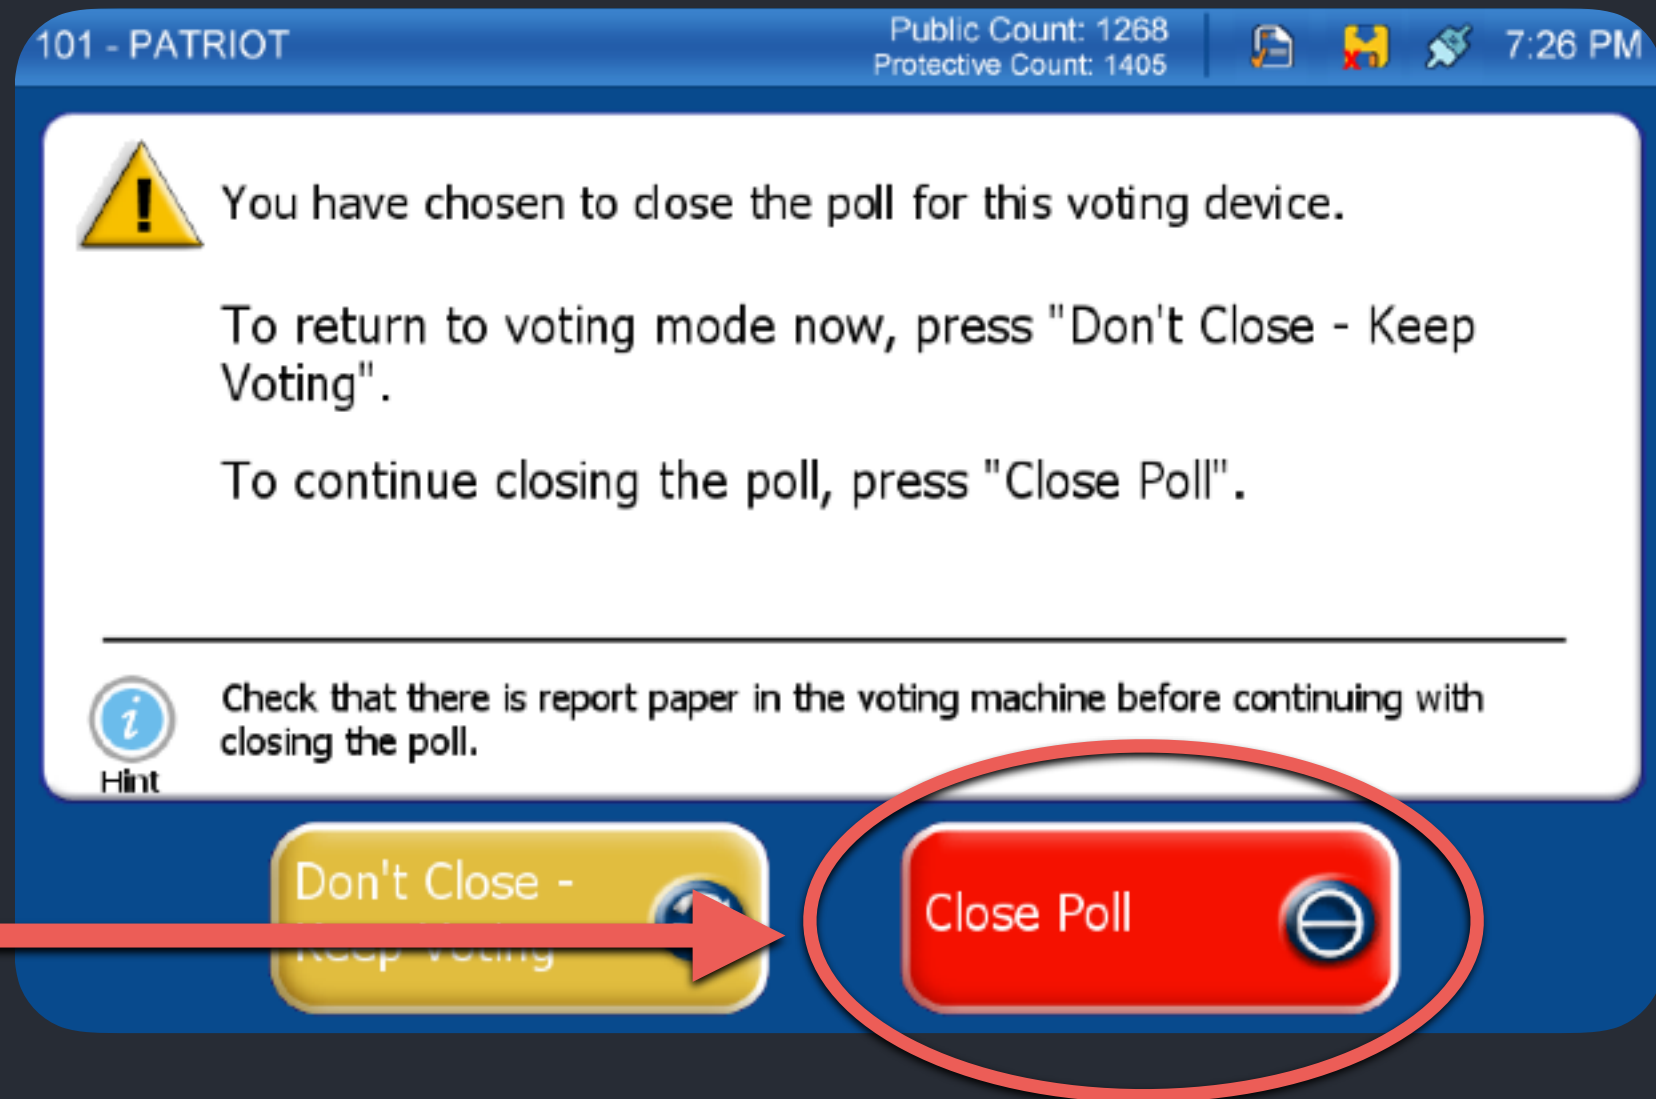 101 - PATRIOT
Public Count: 1268
Protective Count: 1405
7:26 PM
You have chosen to close the poll for this voting device.
To return to voting mode now, press "Don't Close - Keep
Voting".
To continue closing the poll, press "Close Poll".
Check that there is report paper in the voting machine before continuing with
closing the poll.
Hint
Don't Close -
Keep Voting
Close Poll